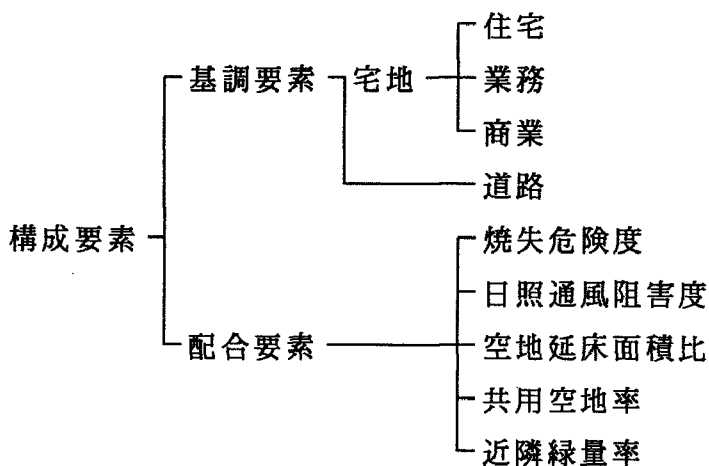 住宅
基調要素 宅地 業務
商業
道路
構成要素
焼失危険度
日照通風阻害度
配合要素 空地延床面積比
共用空地率
近隣緑量率